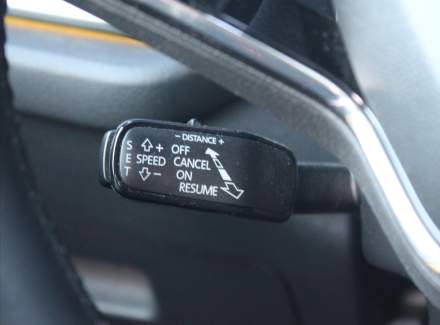 - DISTANCE +
S + OFF
E SPEED CANCEL
T - ON
RESUME